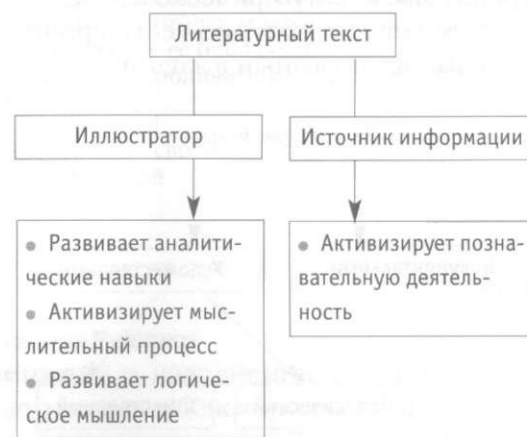 Литературный текст
Иллюстратор
Источник информации
● Развивает аналити-
ческие навыки
● Активизирует мыс-
лительный процесс
● Развивает логиче-
ское мышление
● Активизирует позна-
вательную деятель-
ность